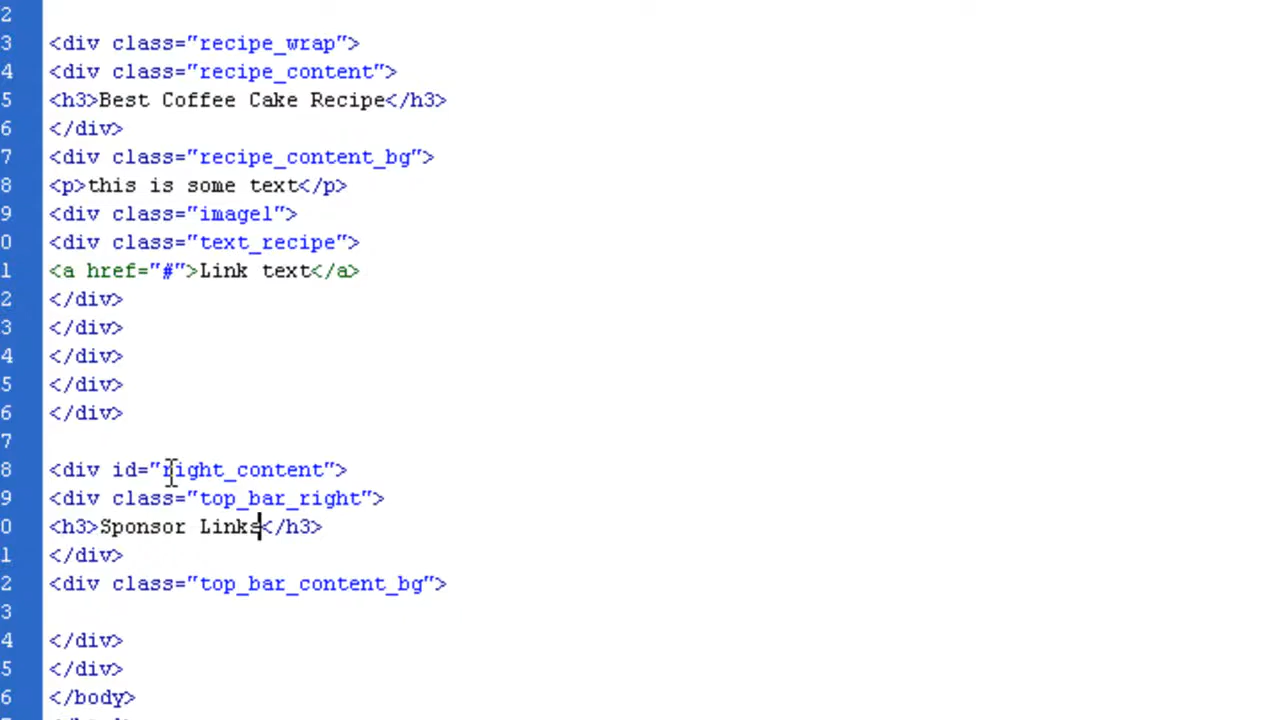 2
3 <div class="recipe_wrap">
4 <div class="recipe_content">
5 <h3>Best Coffee Cake Recipe</h3>
6 </div>
7 <div class="recipe_content_bg">
8 <p>this is some text</p>
9 <div class="imagel">
0 <div class="text_recipe">
1 <a href="#">Link text</a>
2 </div>
3 </div>
4 </div>
5 </div>
6 </div>
7
8 <div id="right_content">
9 <div class="top_bar_right">
0 <h3>Sponsor Links</h3>
1 </div>
2 <div class="top_bar_content_bg">
3
4 </div>
5 </div>
6 </body>